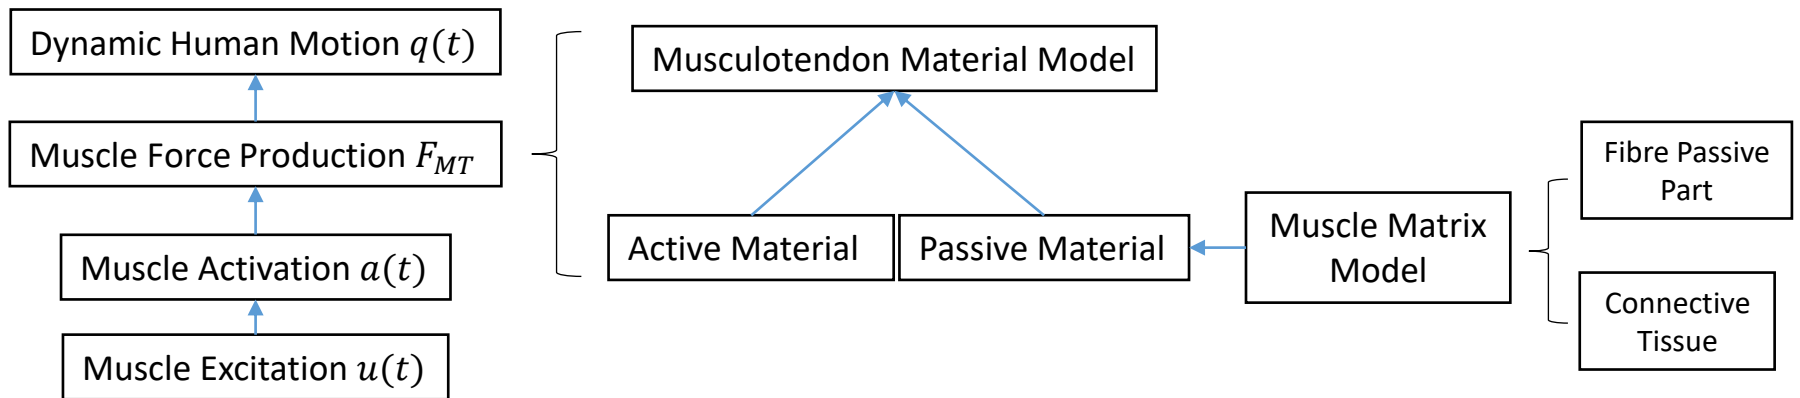 Dynamic Human Motion q(t)
Muscle Force Production F_MT
Muscle Activation a(t)
Muscle Excitation u(t)
Musculotendon Material Model
Active Material
Passive Material
Muscle Matrix
Model
Fibre Passive
Part
Connective
Tissue